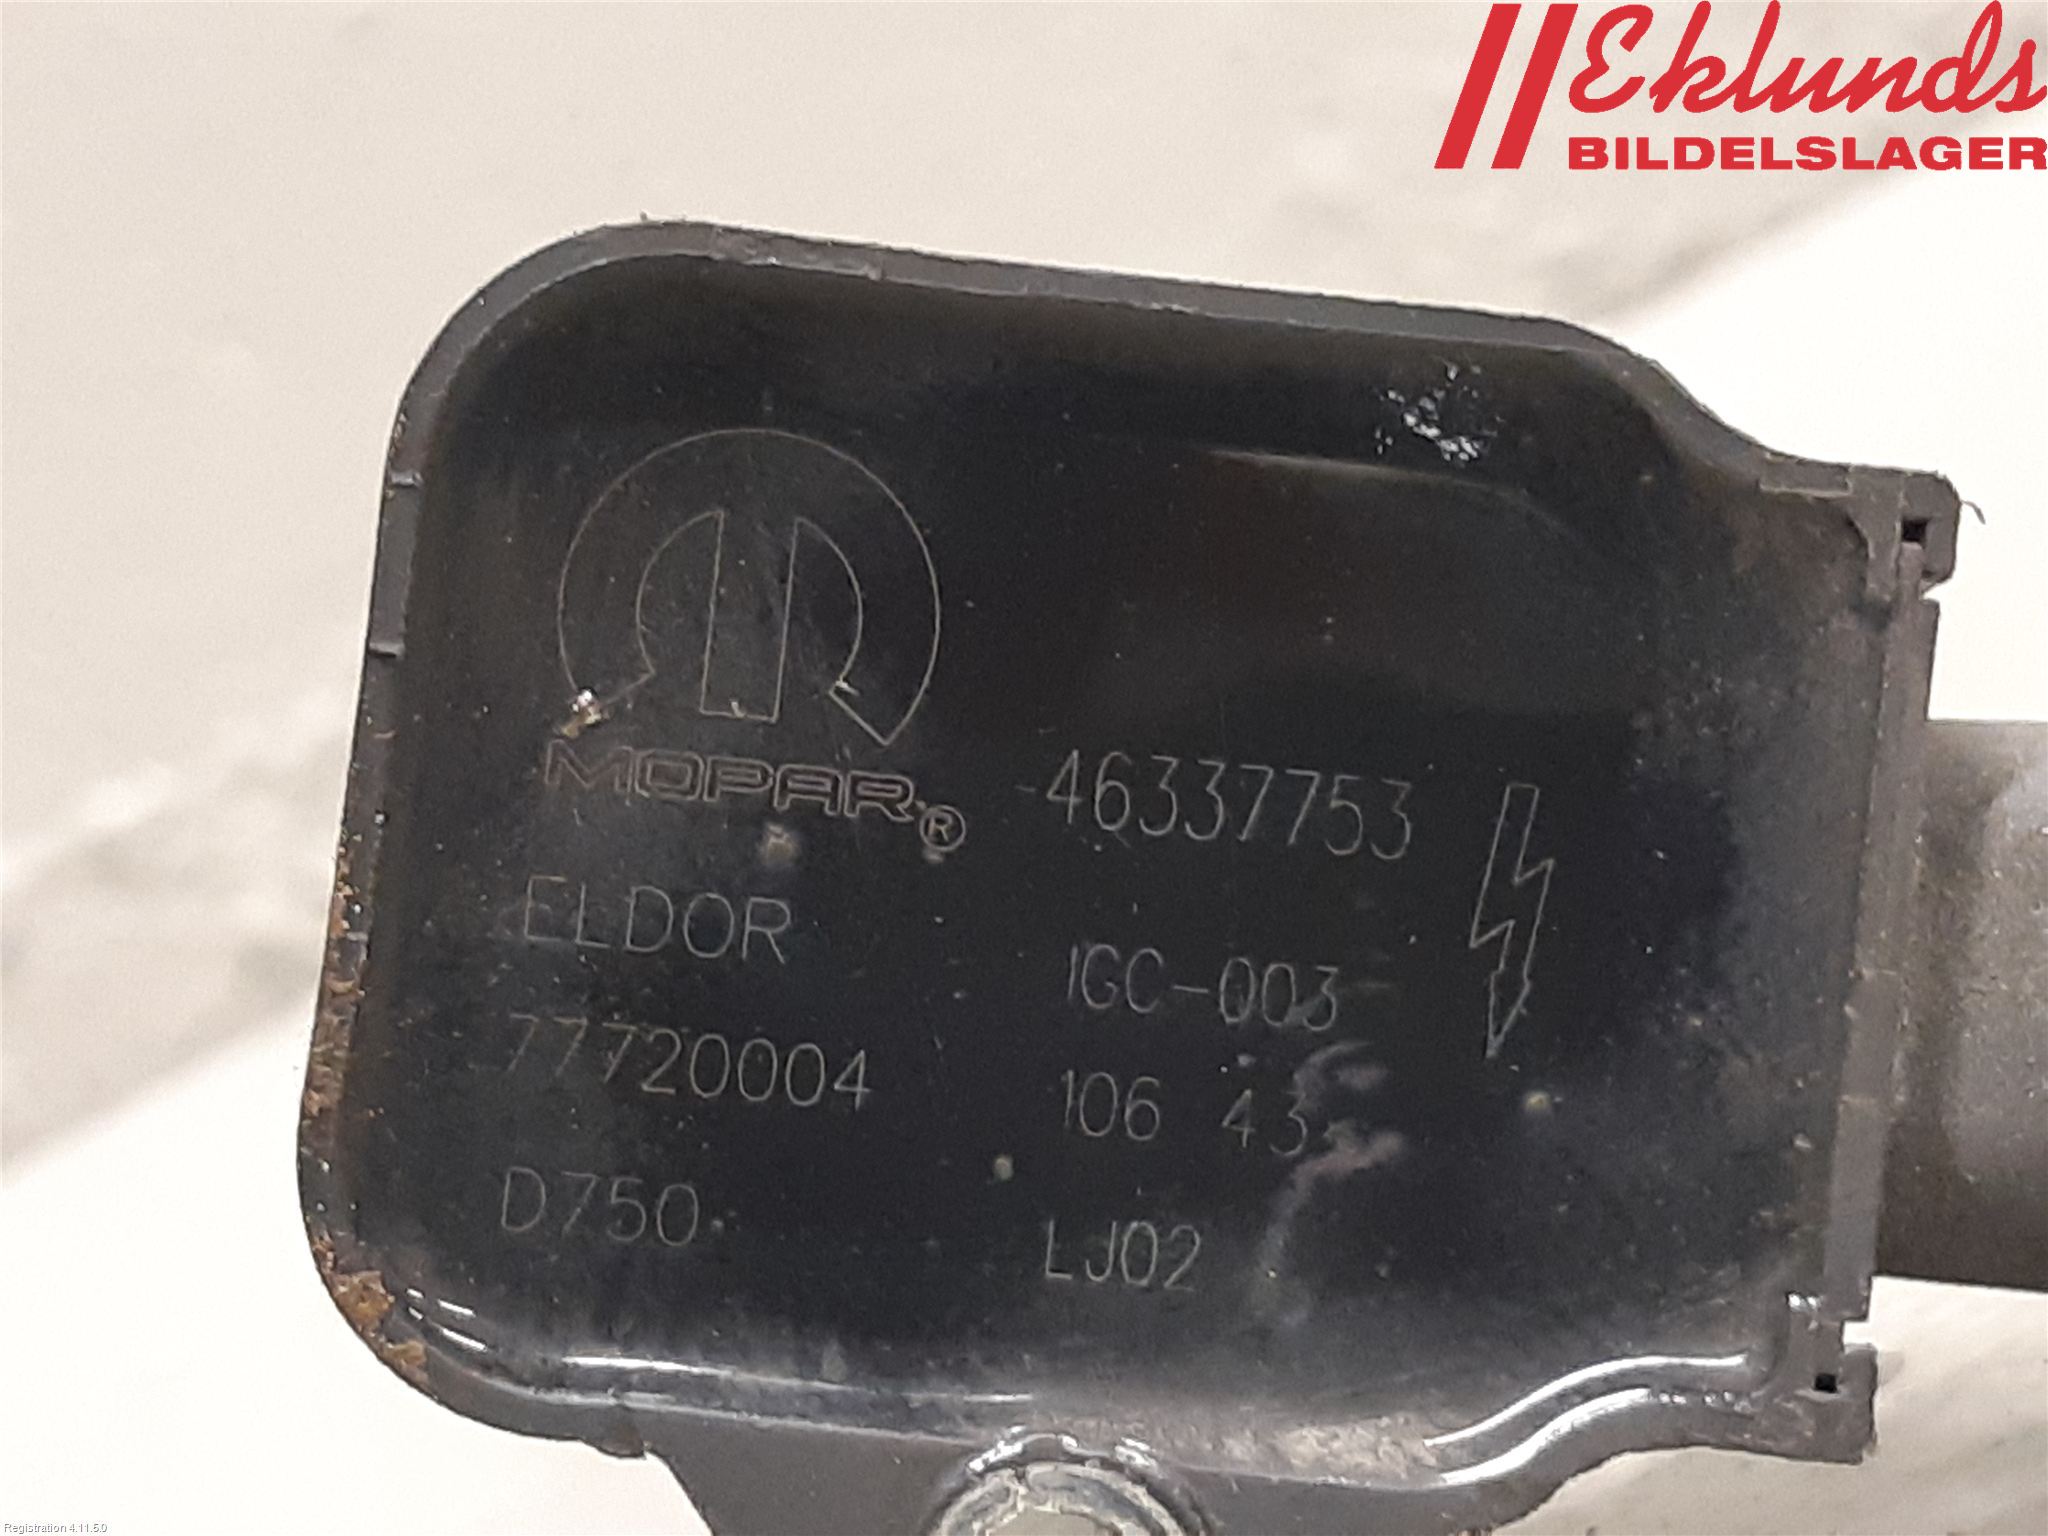 Eklunds
BILDELSLAGER
MOPAR® 46337753
ELDOR IGC-003
77720004 106 43
D750 LJ02
Registration 4.11.5.0